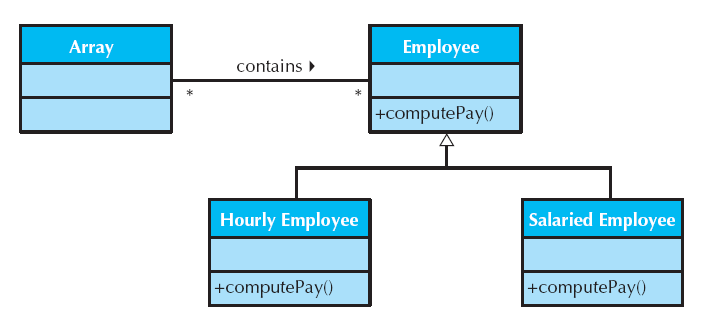 Array
Employee
contains
*
*
+computePay()
Hourly Employee
Salaried Employee
+computePay()
+computePay()